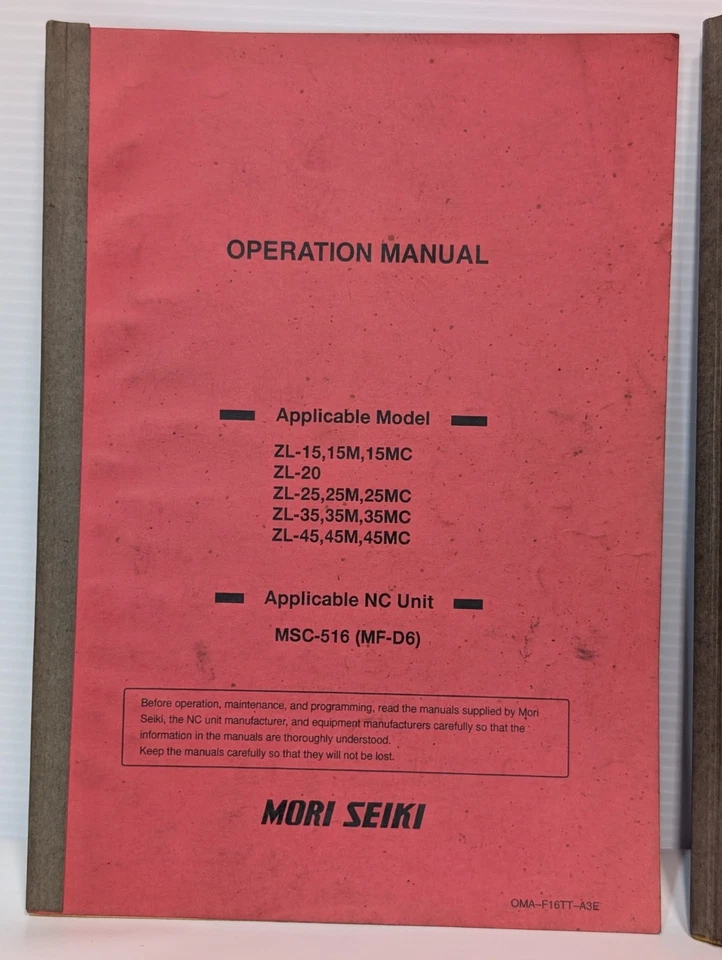 OPERATION MANUAL
Applicable Model
ZL-15,15M,15MC
ZL-20
ZL-25,25M,25MC
ZL-35,35M,35MC
ZL-45,45M,45MC
Applicable NC Unit
MSC-516 (MF-D6)
Before operation, maintenance, and programming, read the manuals supplied by Mori
Seiki, the NC unit manufacturer, and equipment manufacturers carefully so that the
information in the manuals are thoroughly understood.
Keep the manuals carefully so that they will not be lost.
MORI SEIKI
OMA-F16TT-A3E